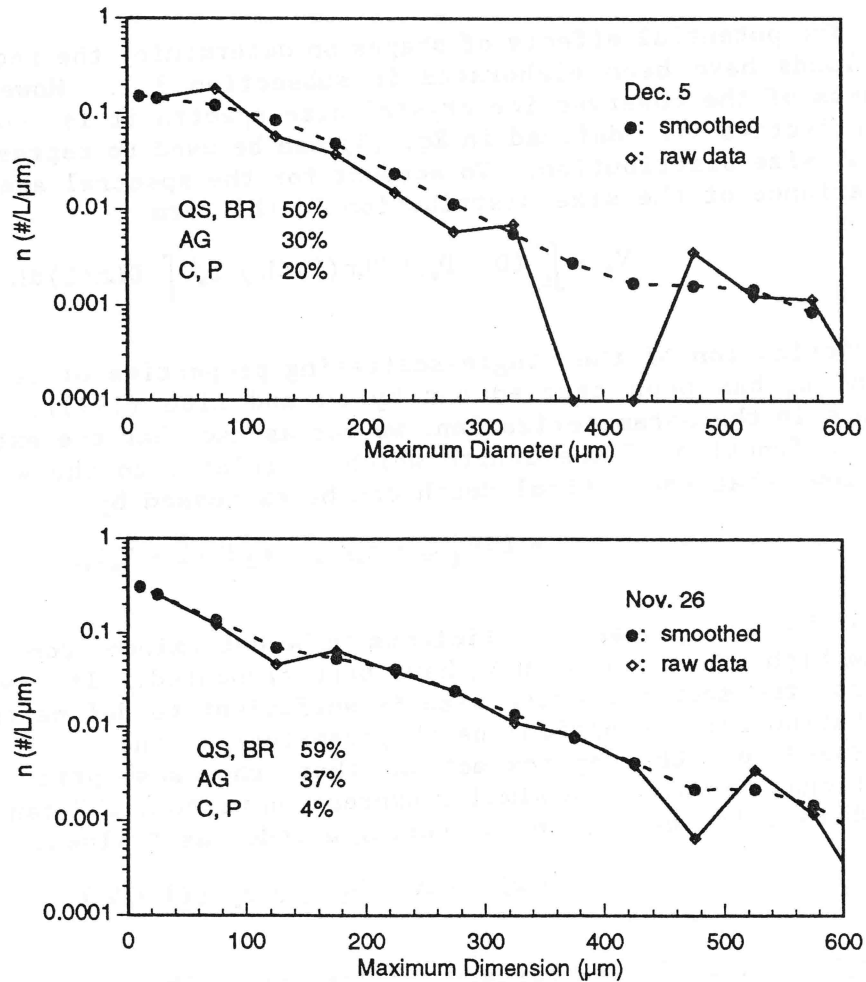 1
0.1
0.01
0.001
0.0001
n (#/L/µm)
Dec. 5
●: smoothed
◇: raw data
QS, BR 50%
AG 30%
C, P 20%
0 100 200 300 400 500 600
Maximum Diameter (µm)
1
0.1
0.01
0.001
0.0001
n (#/L/µm)
Nov. 26
●: smoothed
◇: raw data
QS, BR 59%
AG 37%
C, P 4%
0 100 200 300 400 500 600
Maximum Dimension (µm)